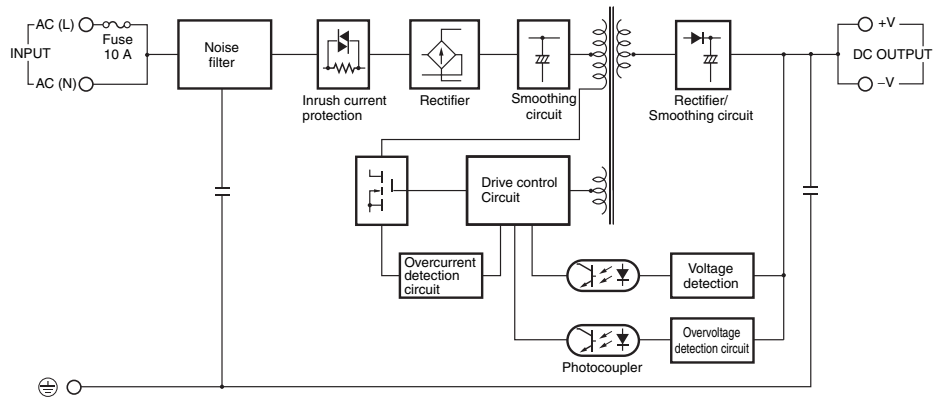 AC (L)
Fuse
10 A
INPUT
AC (N)
Noise
filter
Inrush current
protection
Rectifier
Smoothing
circuit
Rectifier/
Smoothing circuit
+V
DC OUTPUT
–V
Drive control
Circuit
Overcurrent
detection
circuit
Voltage
detection
Overvoltage
detection circuit
Photocoupler